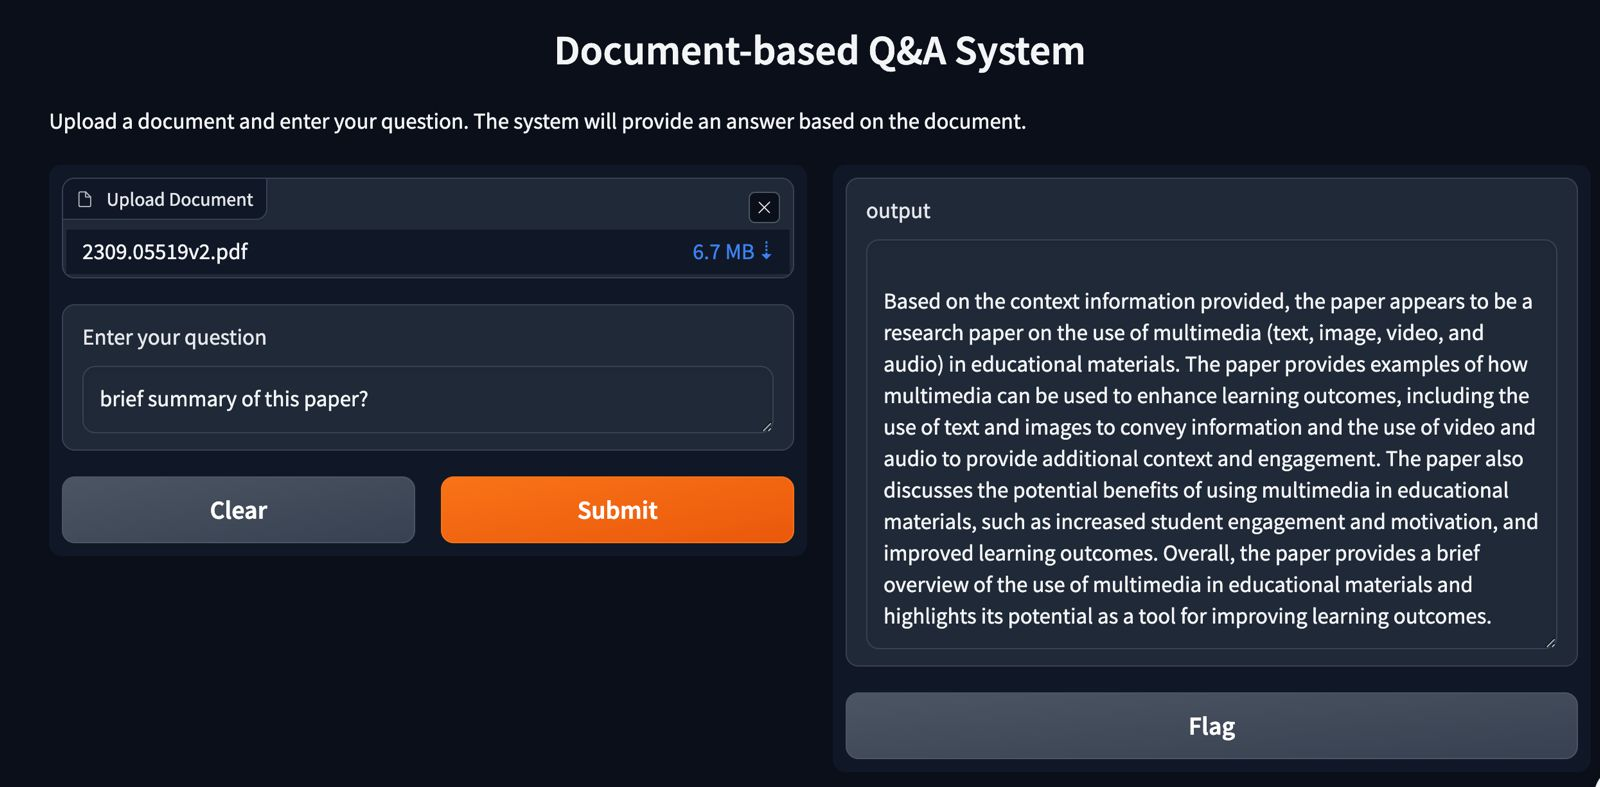 Document-based Q&A System
Upload a document and enter your question. The system will provide an answer based on the document.
Upload Document
2309.05519v2.pdf 6.7 MB ⇣
Enter your question
brief summary of this paper?
Clear
Submit
output
Based on the context information provided, the paper appears to be a
research paper on the use of multimedia (text, image, video, and
audio) in educational materials. The paper provides examples of how
multimedia can be used to enhance learning outcomes, including the
use of text and images to convey information and the use of video and
audio to provide additional context and engagement. The paper also
discusses the potential benefits of using multimedia in educational
materials, such as increased student engagement and motivation, and
improved learning outcomes. Overall, the paper provides a brief
overview of the use of multimedia in educational materials and
highlights its potential as a tool for improving learning outcomes.
Flag